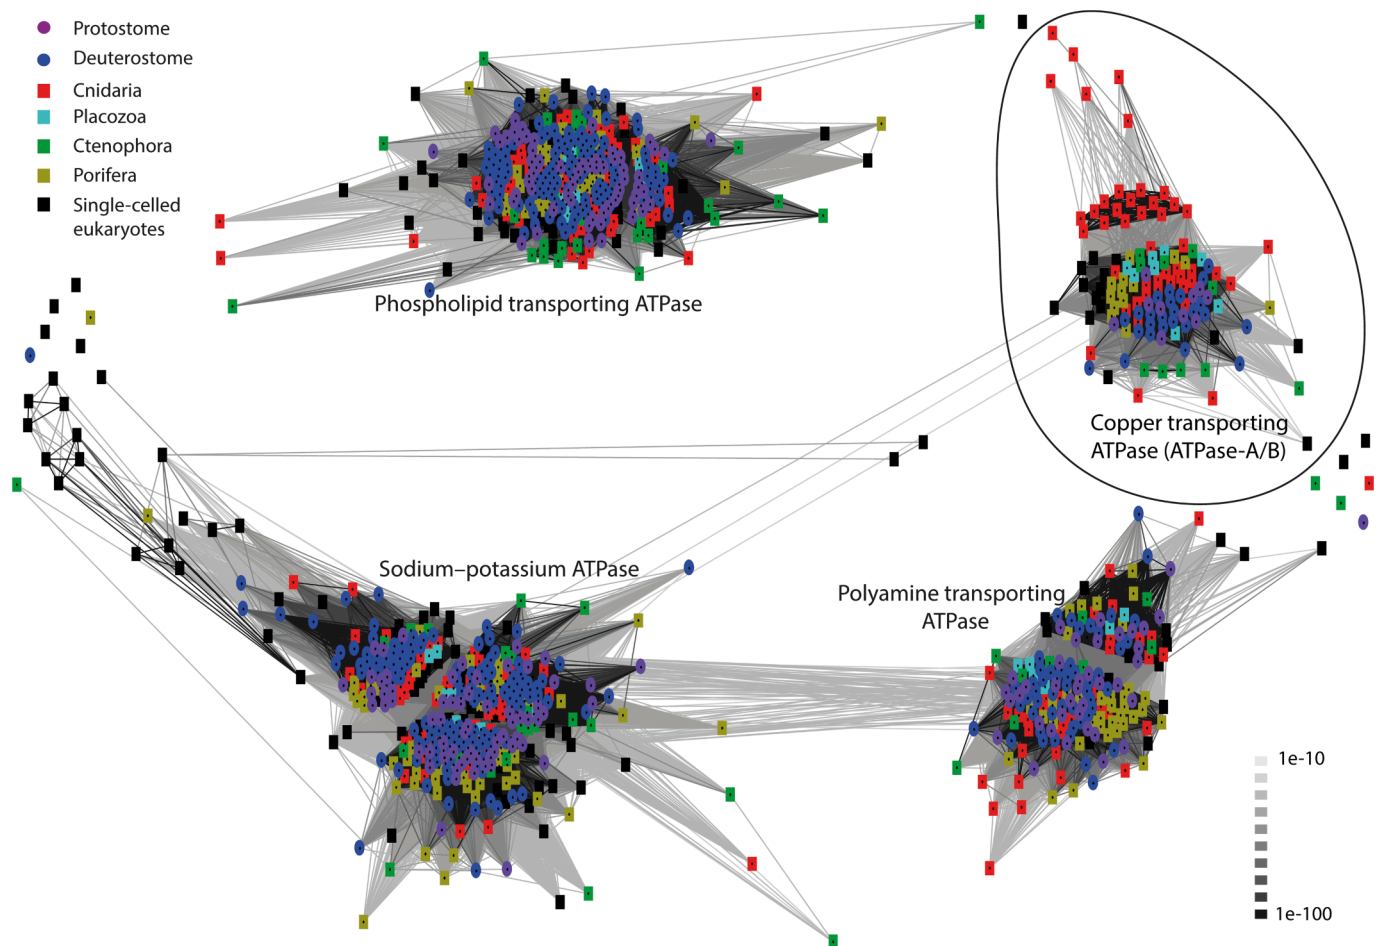 Protostome
Deuterostome
Cnidaria
Placozoa
Ctenophora
Porifera
Single-celled
eukaryotes
Phospholipid transporting ATPase
Copper transporting
ATPase (ATPase-A/B)
Sodium–potassium ATPase
Polyamine transporting
ATPase
1e-10
1e-100